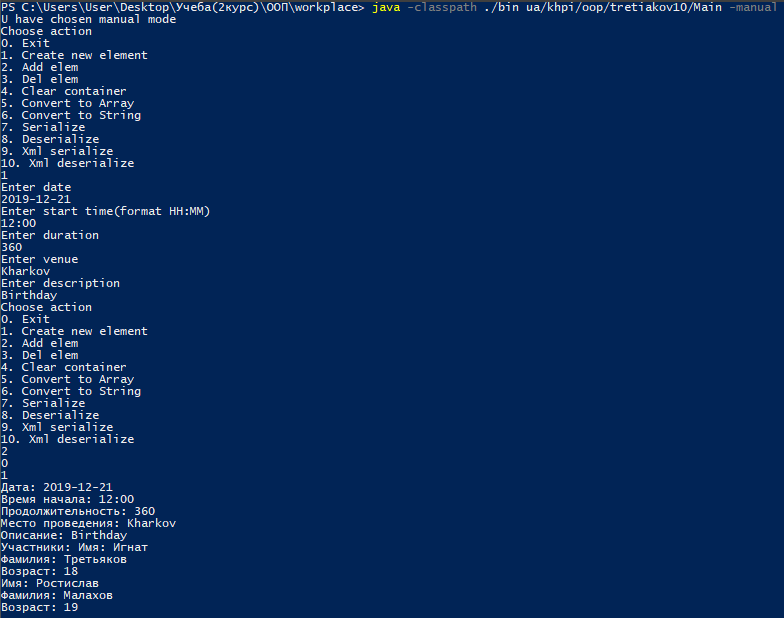 PS C:\Users\User\Desktop\Учеба(2курс)\ООП\workplace> java -classpath ./bin ua/khpi/oop/tretiakov10/Main -manual
U have chosen manual mode
Choose action
0. Exit
1. Create new element
2. Add elem
3. Del elem
4. Clear container
5. Convert to Array
6. Convert to String
7. Serialize
8. Deserialize
9. Xml serialize
10. Xml deserialize
1
Enter date
2019-12-21
Enter start time(format HH:MM)
12:00
Enter duration
360
Enter venue
Kharkov
Enter description
Birthday
Choose action
0. Exit
1. Create new element
2. Add elem
3. Del elem
4. Clear container
5. Convert to Array
6. Convert to String
7. Serialize
8. Deserialize
9. Xml serialize
10. Xml deserialize
2
0
1
Дата: 2019-12-21
Время начала: 12:00
Продолжительность: 360
Место проведения: Kharkov
Описание: Birthday
Участники: Имя: Игнат
Фамилия: Третьяков
Возраст: 18
Имя: Ростислав
Фамилия: Малахов
Возраст: 19